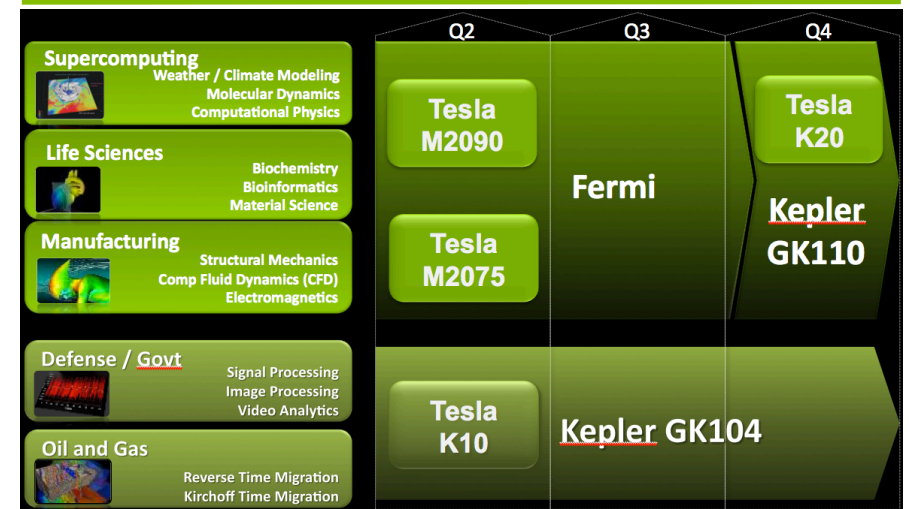 Q2
Q3
Q4
Supercomputing
Weather / Climate Modeling
Molecular Dynamics
Computational Physics
Life Sciences
Biochemistry
Bioinformatics
Material Science
Manufacturing
Structural Mechanics
Comp Fluid Dynamics (CFD)
Electromagnetics
Defense / Govt
Signal Processing
Image Processing
Video Analytics
Oil and Gas
Reverse Time Migration
Kirchoff Time Migration
Tesla
M2090
Tesla
M2075
Fermi
Tesla
K20
Kepler
GK110
Tesla
K10
Kepler GK104